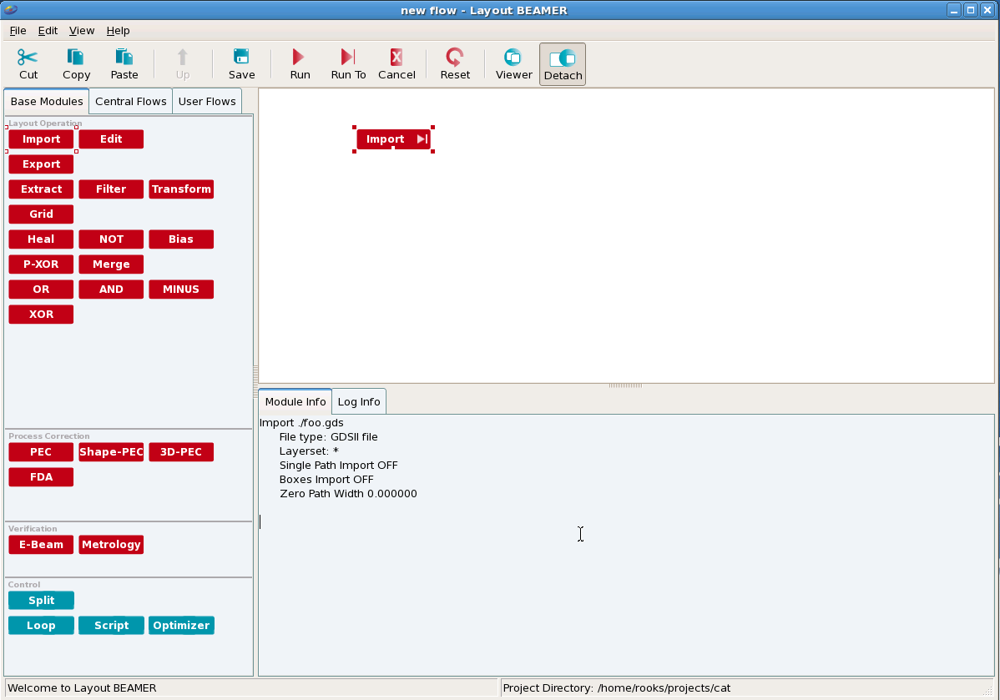 new flow - Layout BEAMER
File Edit View Help
Cut Copy Paste Up Save Run Run To Cancel Reset Viewer Detach
Base Modules Central Flows User Flows
Layout Operation
Import Edit
Export
Extract Filter Transform
Grid
Heal NOT Bias
P-XOR Merge
OR AND MINUS
XOR
Process Correction
PEC Shape-PEC 3D-PEC
FDA
Verification
E-Beam Metrology
Control
Split
Loop Script Optimizer
Import
Module Info Log Info
Import ./foo.gds
File type: GDSII file
Layerset: *
Single Path Import OFF
Boxes Import OFF
Zero Path Width 0.000000
Welcome to Layout BEAMER
Project Directory: /home/rooks/projects/cat